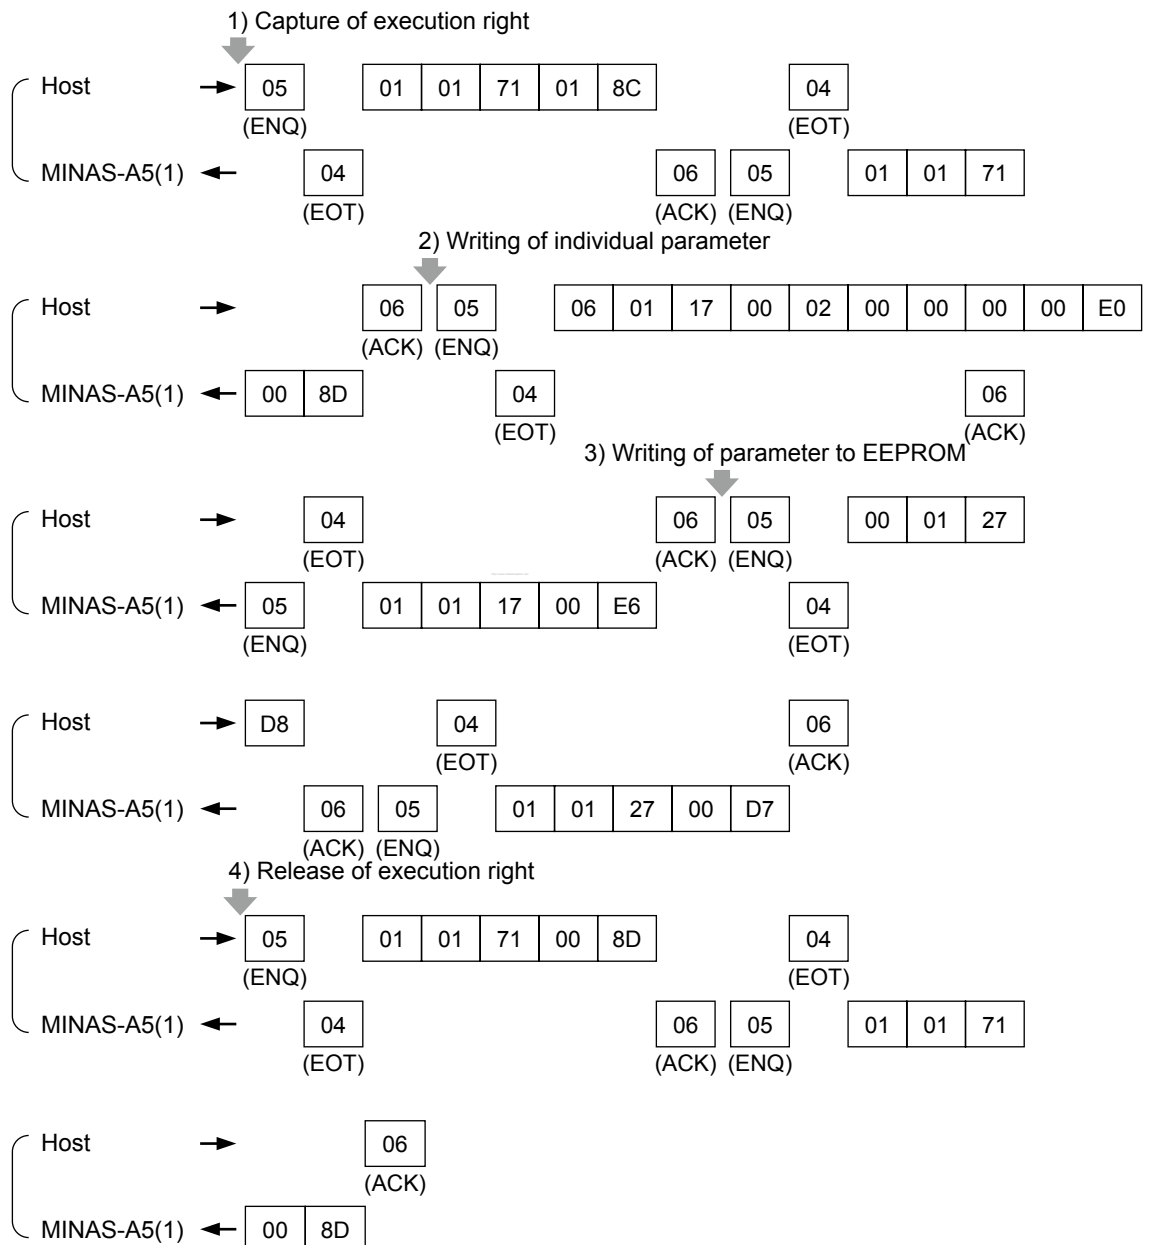 1) Capture of execution right
Host 05 01 01 71 01 8C 04
(ENQ) (EOT)
MINAS-A5(1) 04 06 05 01 01 71
(EOT) (ACK) (ENQ)
2) Writing of individual parameter
Host 06 05 06 01 17 00 02 00 00 00 00 E0
(ACK) (ENQ)
MINAS-A5(1) 00 8D 04 06
(EOT) (ACK)
3) Writing of parameter to EEPROM
Host 04 06 05 00 01 27
(EOT) (ACK) (ENQ)
MINAS-A5(1) 05 01 01 17 00 E6 04
(ENQ) (EOT)
Host D8 04 06
(EOT) (ACK)
MINAS-A5(1) 06 05 01 01 27 00 D7
(ACK) (ENQ)
4) Release of execution right
Host 05 01 01 71 00 8D 04
(ENQ) (EOT)
MINAS-A5(1) 04 06 05 01 01 71
(EOT) (ACK) (ENQ)
Host 06
(ACK)
MINAS-A5(1) 00 8D